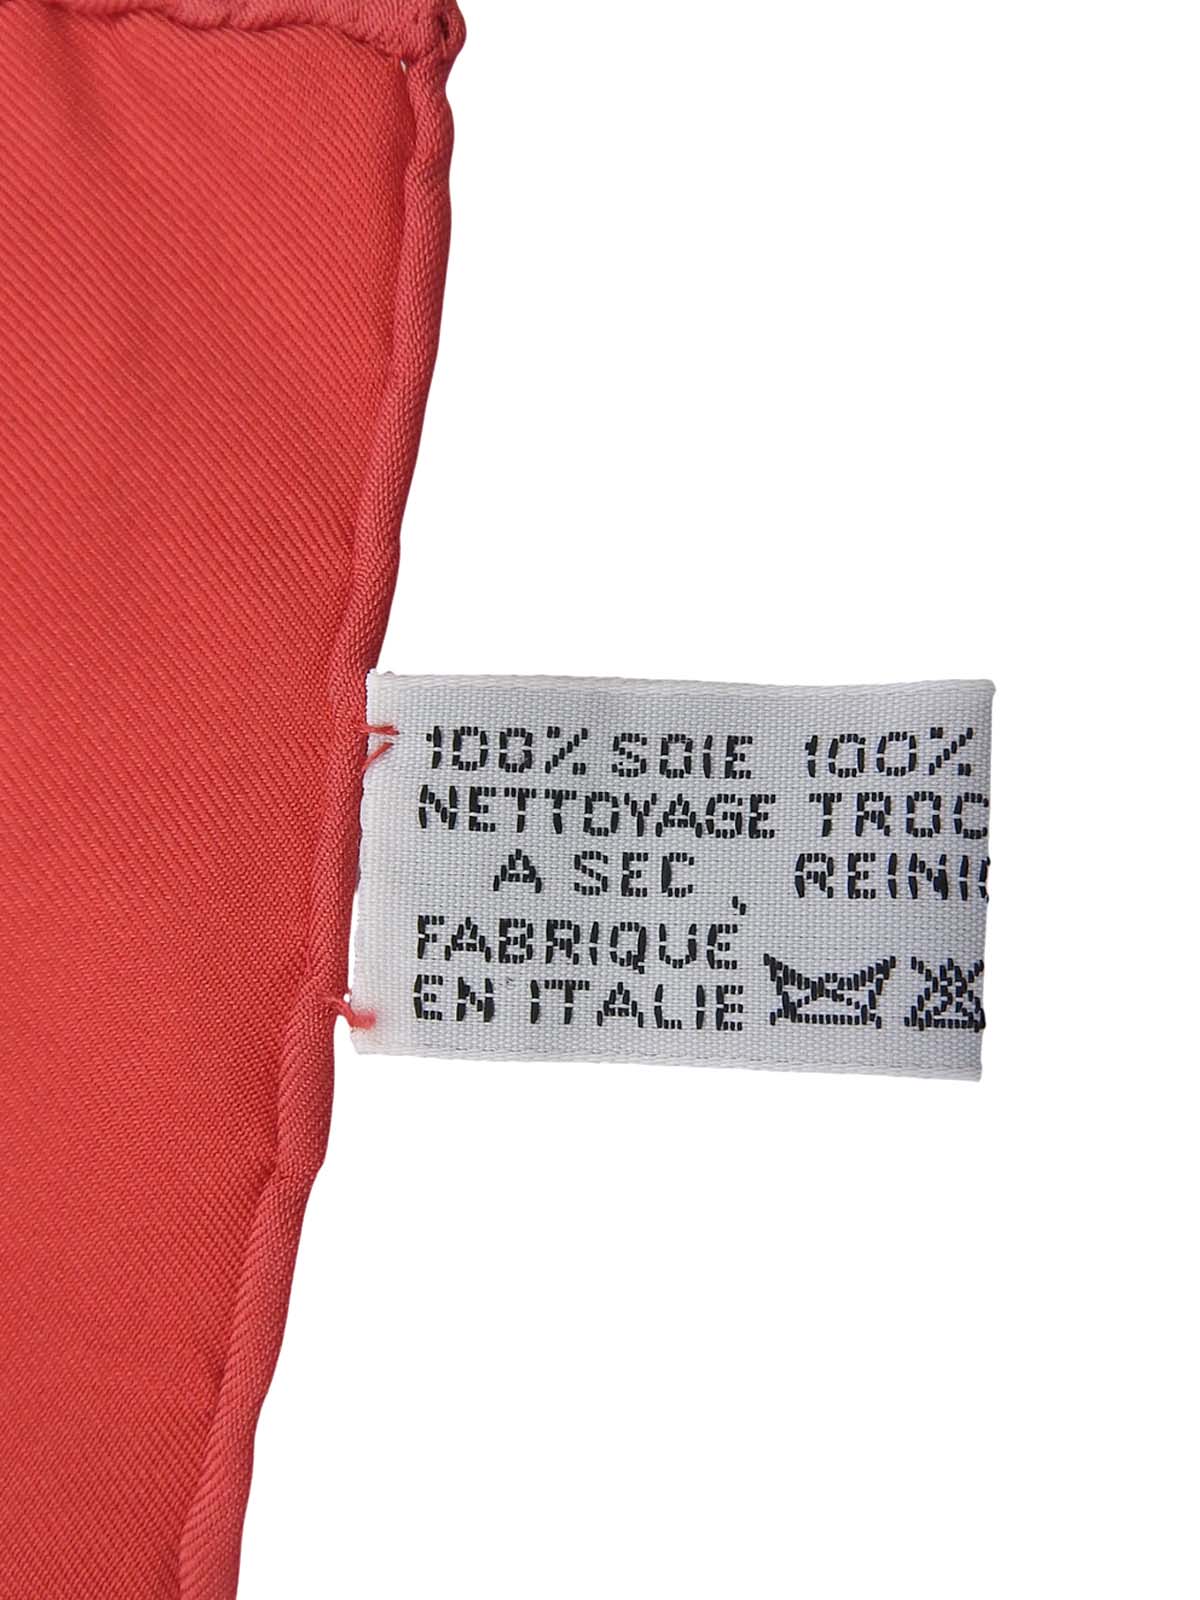 100% SOIE 100%
NETTOYAGE TROC
A SEC, REINI
FABRIQUÉ
EN ITALIE